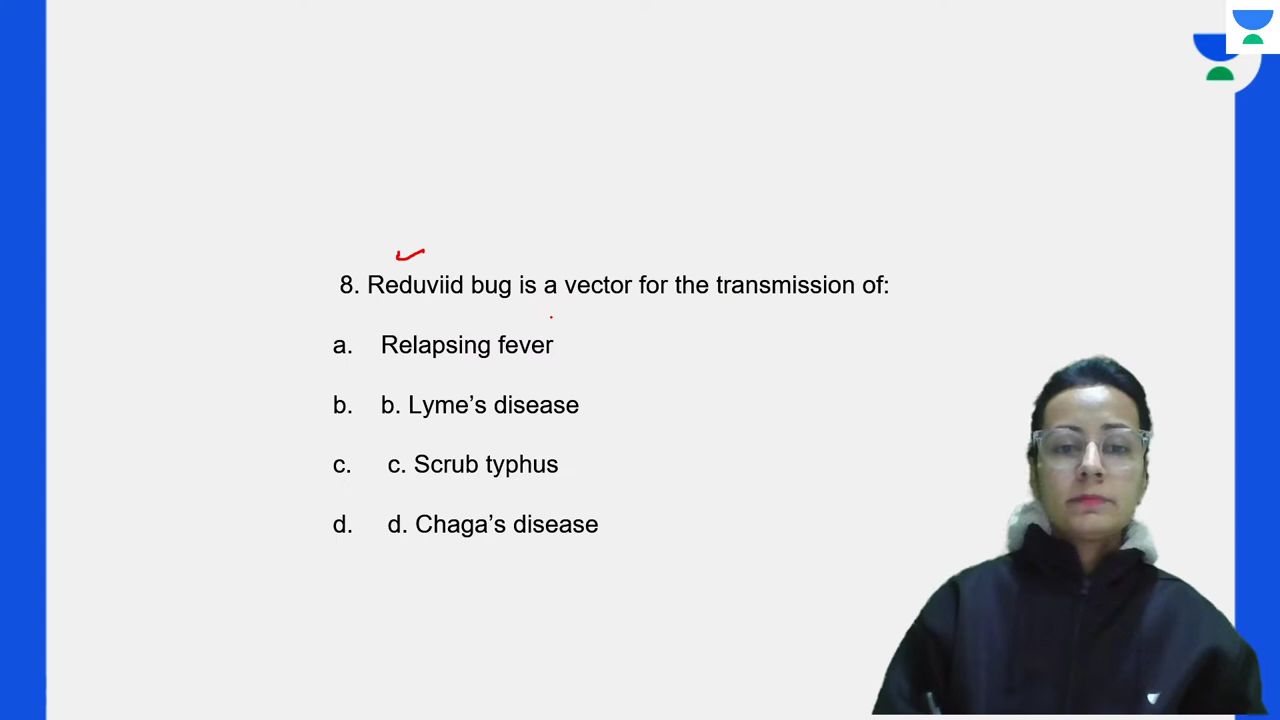 8. Reduviid bug is a vector for the transmission of:
a. Relapsing fever
b. b. Lyme’s disease
c. c. Scrub typhus
d. d. Chaga’s disease